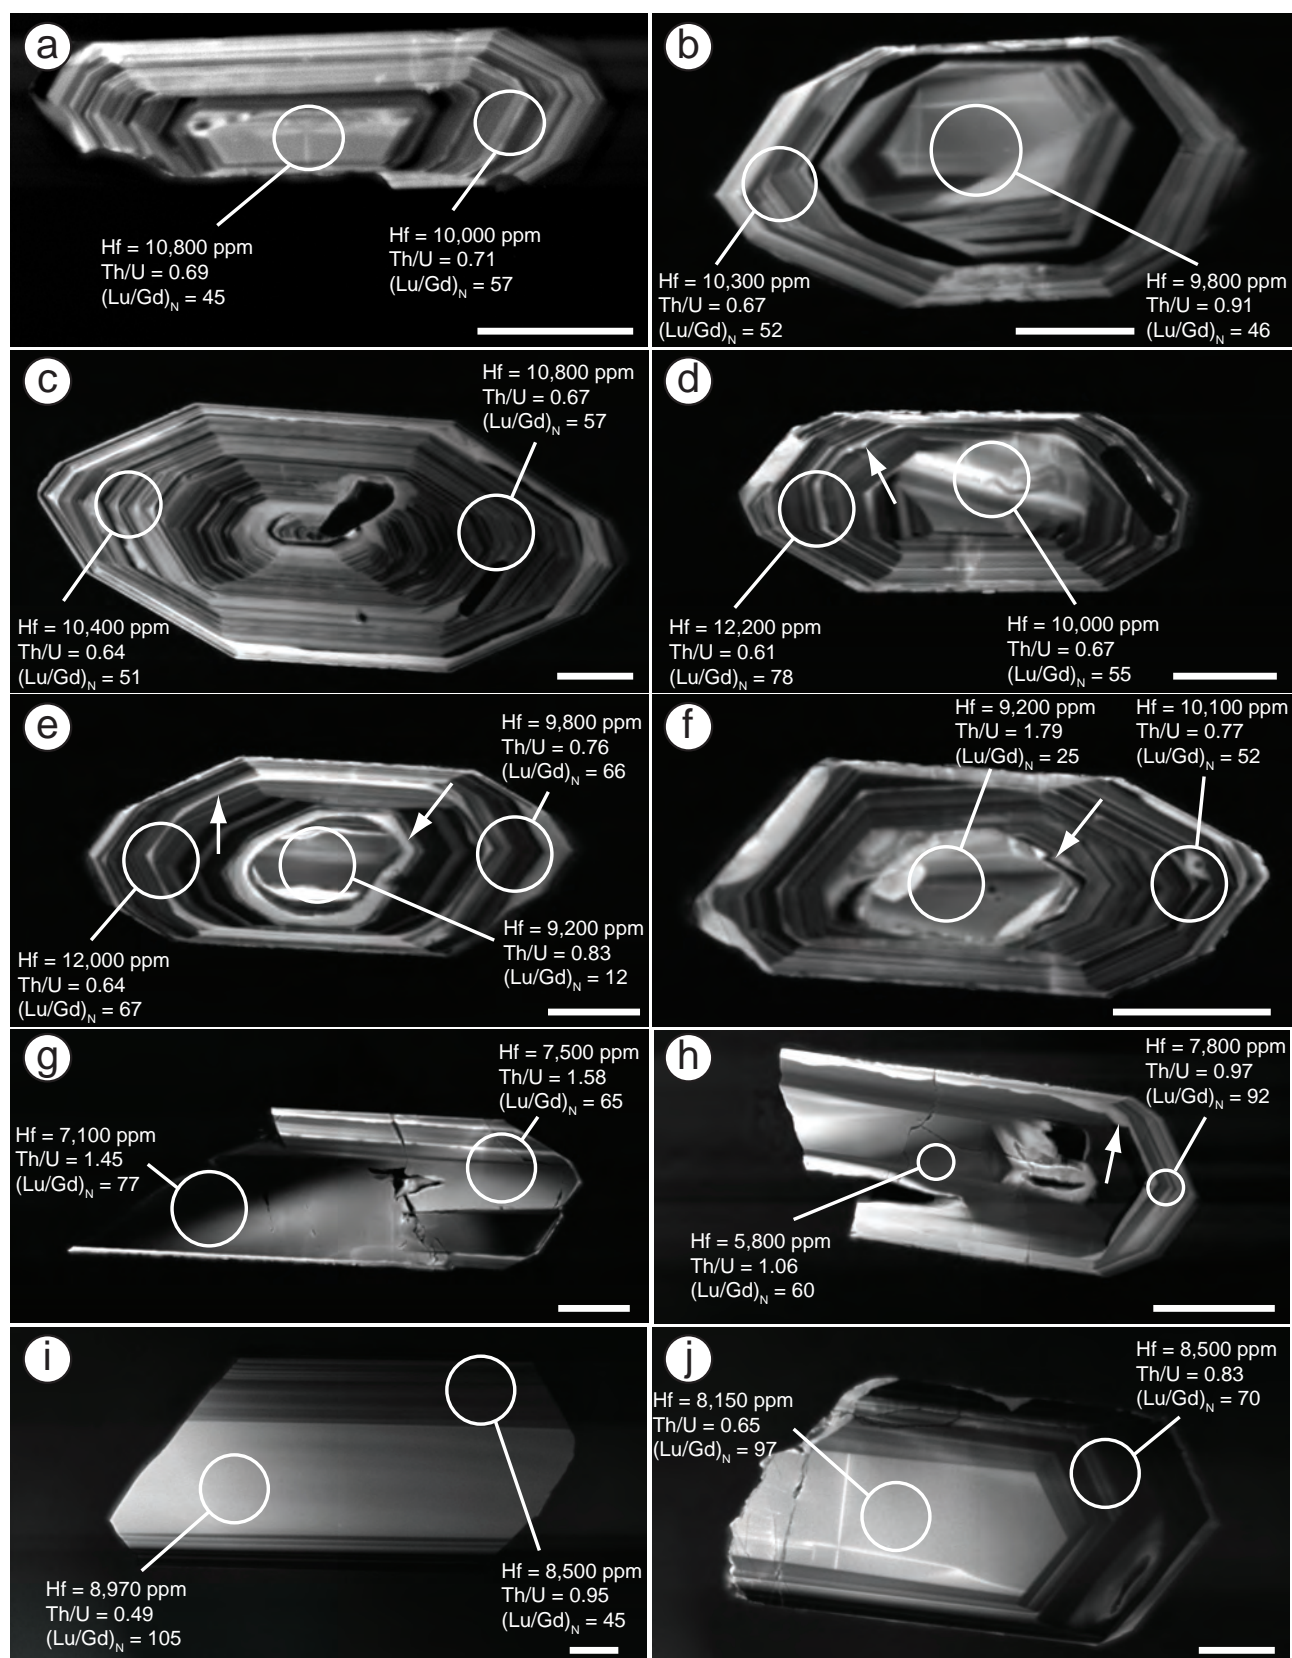 a
Hf = 10,800 ppm
Th/U = 0.69
(Lu/Gd)N = 45
Hf = 10,000 ppm
Th/U = 0.71
(Lu/Gd)N = 57
b
Hf = 10,300 ppm
Th/U = 0.67
(Lu/Gd)N = 52
Hf = 9,800 ppm
Th/U = 0.91
(Lu/Gd)N = 46
c
Hf = 10,800 ppm
Th/U = 0.67
(Lu/Gd)N = 57
Hf = 10,400 ppm
Th/U = 0.64
(Lu/Gd)N = 51
d
Hf = 12,200 ppm
Th/U = 0.61
(Lu/Gd)N = 78
Hf = 10,000 ppm
Th/U = 0.67
(Lu/Gd)N = 55
e
Hf = 9,800 ppm
Th/U = 0.76
(Lu/Gd)N = 66
Hf = 12,000 ppm
Th/U = 0.64
(Lu/Gd)N = 67
Hf = 9,200 ppm
Th/U = 0.83
(Lu/Gd)N = 12
f
Hf = 9,200 ppm
Th/U = 1.79
(Lu/Gd)N = 25
Hf = 10,100 ppm
Th/U = 0.77
(Lu/Gd)N = 52
g
Hf = 7,500 ppm
Th/U = 1.58
(Lu/Gd)N = 65
Hf = 7,100 ppm
Th/U = 1.45
(Lu/Gd)N = 77
h
Hf = 7,800 ppm
Th/U = 0.97
(Lu/Gd)N = 92
Hf = 5,800 ppm
Th/U = 1.06
(Lu/Gd)N = 60
i
Hf = 8,970 ppm
Th/U = 0.49
(Lu/Gd)N = 105
Hf = 8,500 ppm
Th/U = 0.95
(Lu/Gd)N = 45
j
Hf = 8,500 ppm
Th/U = 0.83
(Lu/Gd)N = 70
Hf = 8,150 ppm
Th/U = 0.65
(Lu/Gd)N = 97